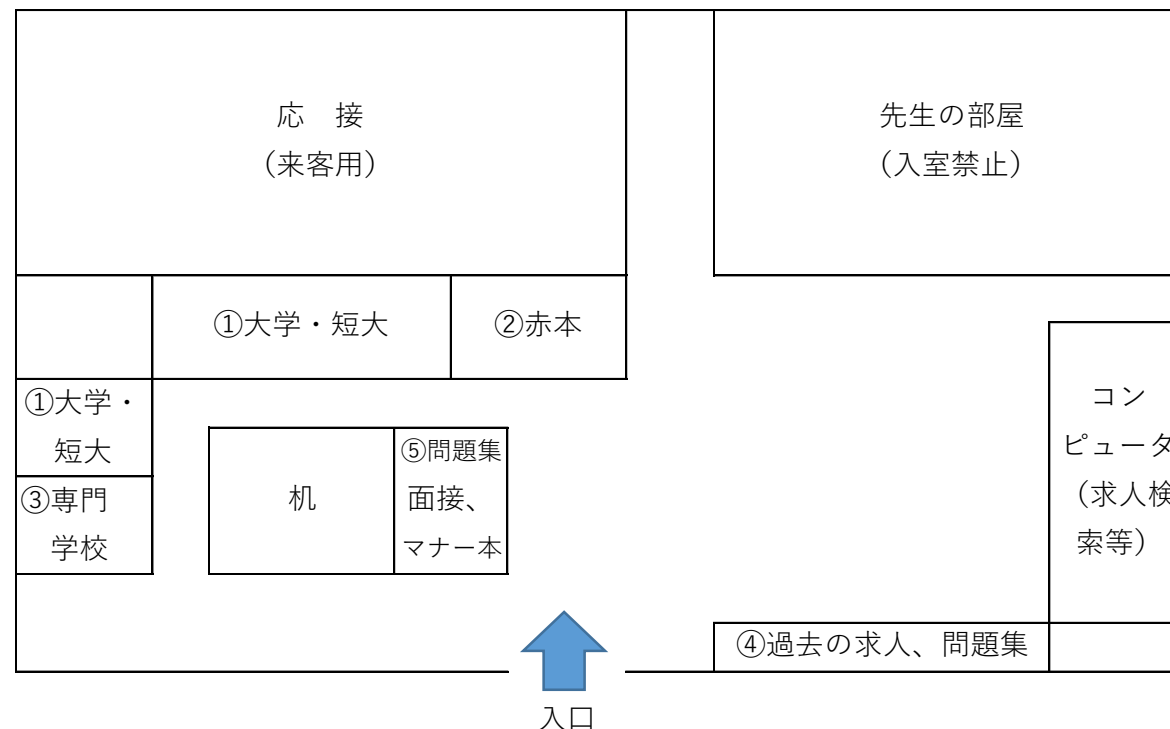 応　接
（来客用）
先生の部屋
（入室禁止）
①大学・短大
②赤本
①大学・
短大
③専門
学校
机
⑤問題集
面接、
マナー本
コン
ピュータ
（求人検
索等）
④過去の求人、問題集
入口